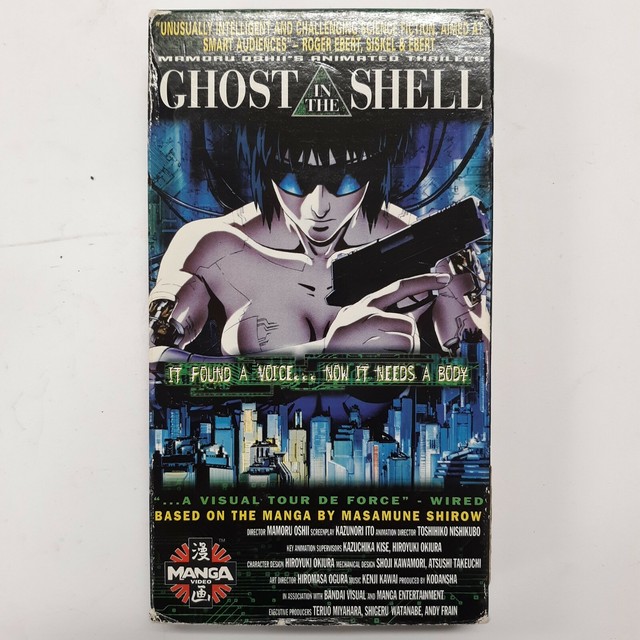 "UNUSUALLY INTELLIGENT AND CHALLENGING SCIENCE FICTION, AIMED AT
SMART AUDIENCES" - ROGER EBERT, SISKEL & EBERT
MAMORU OSHII'S ANIMATED THRILLER
GHOST IN THE SHELL
IT FOUND A VOICE... NOW IT NEEDS A BODY
"...A VISUAL TOUR DE FORCE" - WIRED
BASED ON THE MANGA BY MASAMUNE SHIROW
DIRECTOR MAMORU OSHII SCREENPLAY KAZUNORI ITO ANIMATION DIRECTOR TOSHIHIKO NISHIKUBO
KEY ANIMATION SUPERVISORS KAZUCHIKA KISE, HIROYUKI OKIURA
CHARACTER DESIGN HIROYUKI OKIURA MECHANICAL DESIGN SHOJI KAWAMORI, ATSUSHI TAKEUCHI
ART DIRECTOR HIROMASA OGURA MUSIC KENJI KAWAI PRODUCED BY KODANSHA
IN ASSOCIATION WITH BANDAI VISUAL AND MANGA ENTERTAINMENT
EXECUTIVE PRODUCERS TERUO MIYAHARA, SHIGERU WATANABE, ANDY FRAIN
漫
TM
MANGA
VIDEO
画